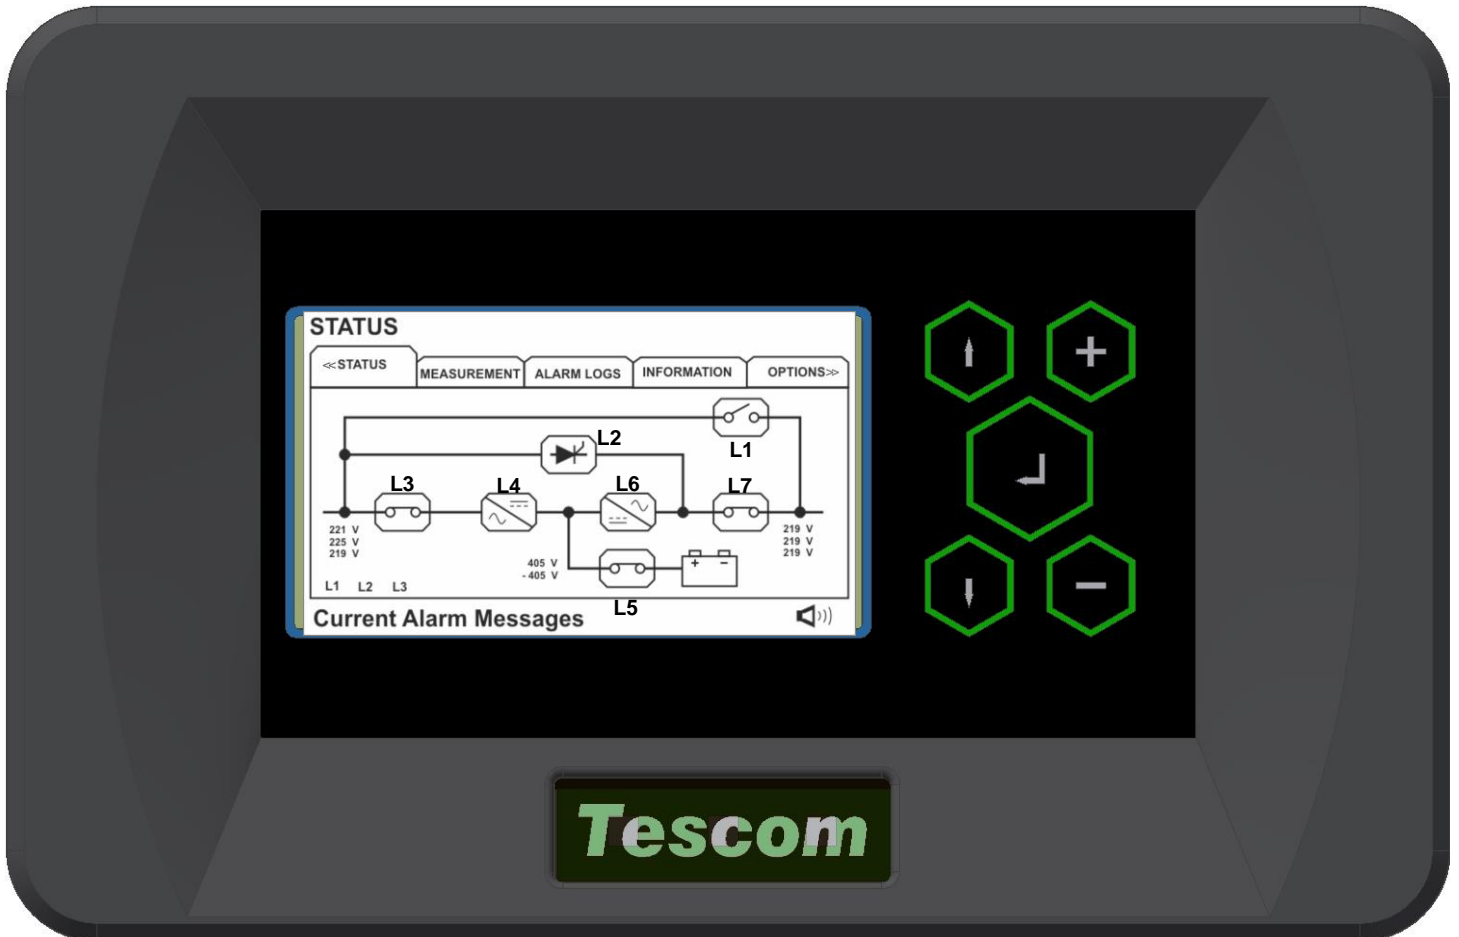 STATUS
<<STATUS MEASUREMENT ALARM LOGS INFORMATION OPTIONS>>
L1
L2
L3 L4 L6 L7
221 V
225 V
219 V
219 V
219 V
219 V
405 V
- 405 V
+ −
L1 L2 L3
L5
Current Alarm Messages
+
−
Tescom